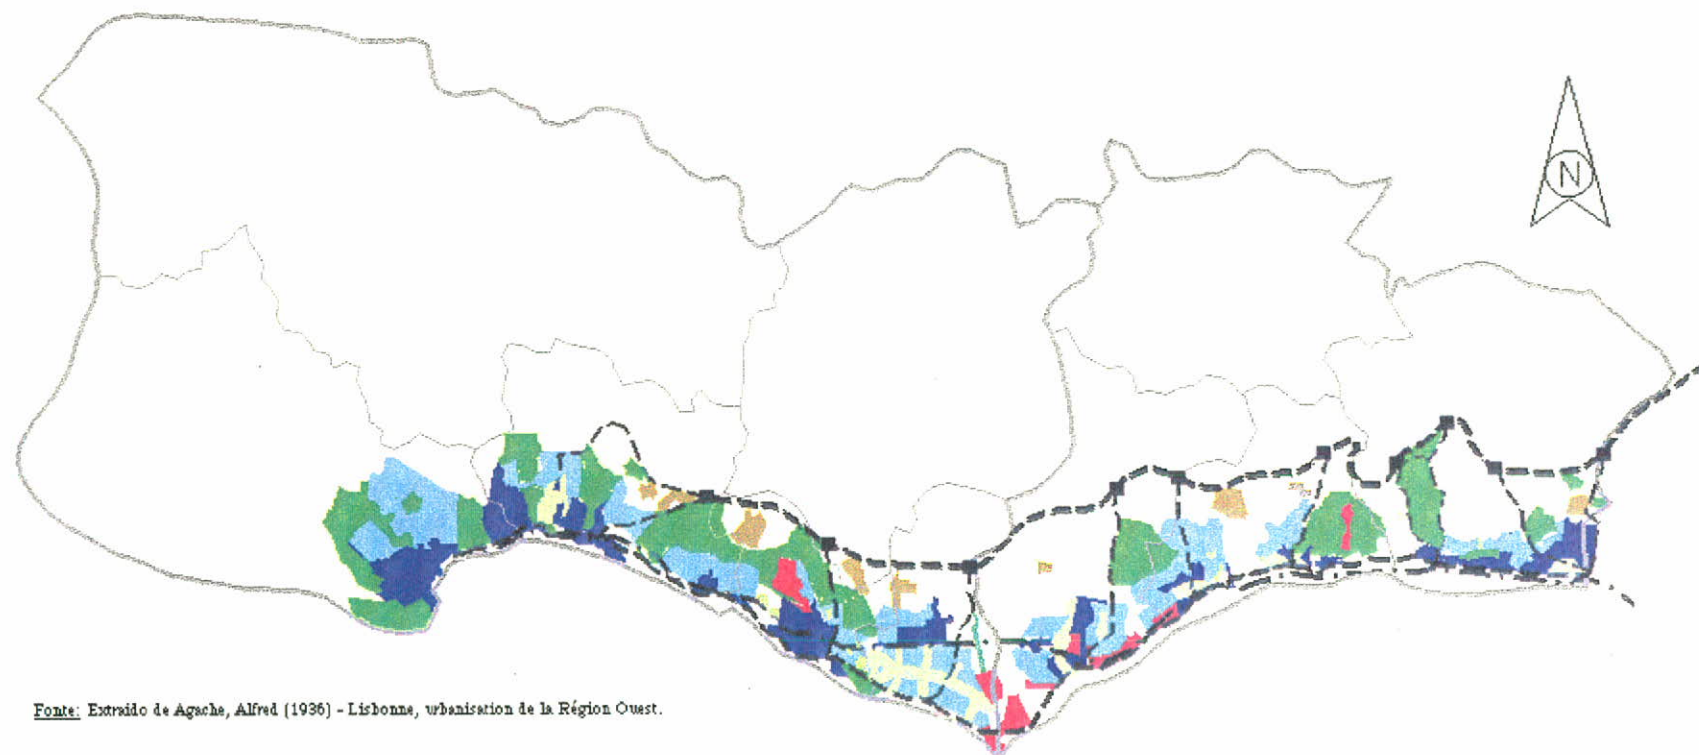 N
Fonte: Extraído de Agache, Alfred (1936) - Lisbonne, urbanisation de la Région Ouest.